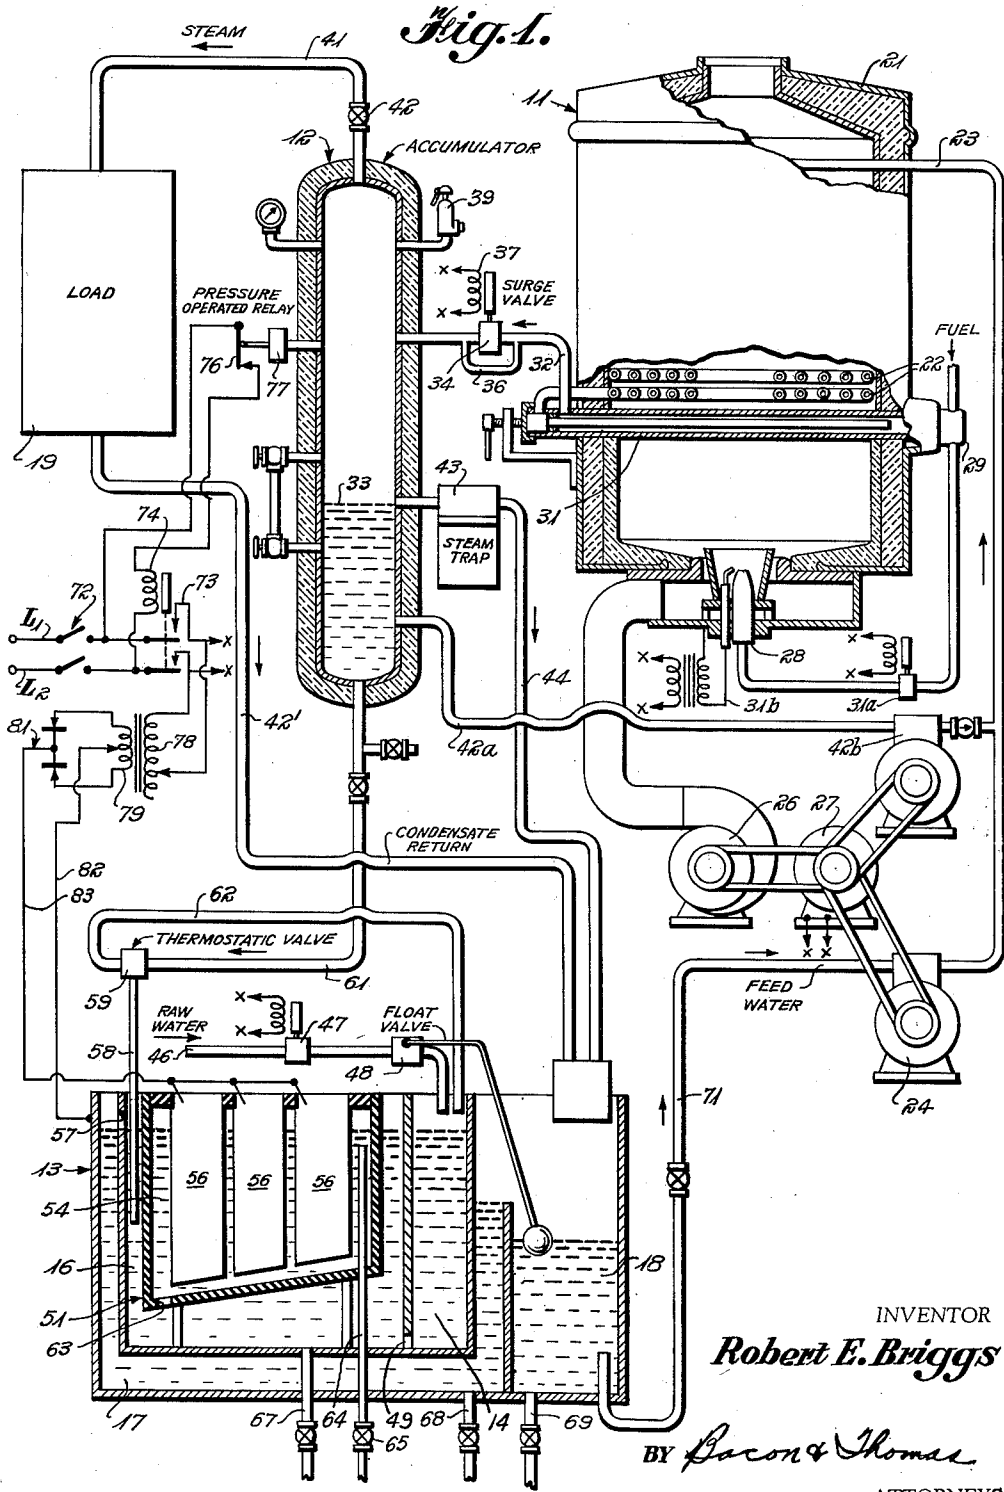 Fig. 1.
STEAM
41
42
12
ACCUMULATOR
11
21
23
39
37
SURGE
VALVE
LOAD
PRESSURE
OPERATED RELAY
76
77
34
36
32
FUEL
22
19
29
33
43
31
STEAM
TRAP
74
72
73
L1
L2
x
x
x
x
x
x
x
x
28
31b
31a
44
42'
42a
42b
81
78
79
26
27
CONDENSATE
RETURN
82
83
62
THERMOSTATIC VALVE
59
61
x x
FEED
WATER
RAW
WATER
x
x
47
FLOAT
VALVE
46
48
58
24
71
57
13
54
56
56
56
16
18
51
63
17
67
64
65
49
68
14
69
INVENTOR
Robert E. Briggs
BY Bacon & Thomas
ATTORNEYS